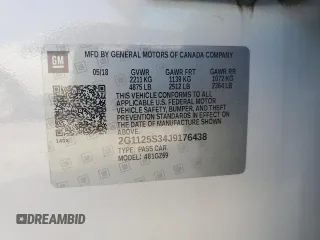 GM
MFD BY GENERAL MOTORS OF CANADA COMPANY
05/18 GVWR GAWR FRT GAWR RR
2211 KG 1139 KG 1072 KG
4875 LB 2512 LB 2364 LB
THIS VEHICLE CONFORMS TO ALL
APPLICABLE U.S. FEDERAL MOTOR
VEHICLE SAFETY, BUMPER, AND THEFT
PREVENTION STANDARDS IN EFFECT ON
THE DATE OF MANUFACTURE SHOWN ABOVE.
2G1125S34J9176438
TYPE: PASS CAR
MODEL: 481GZ69
DREAMBID